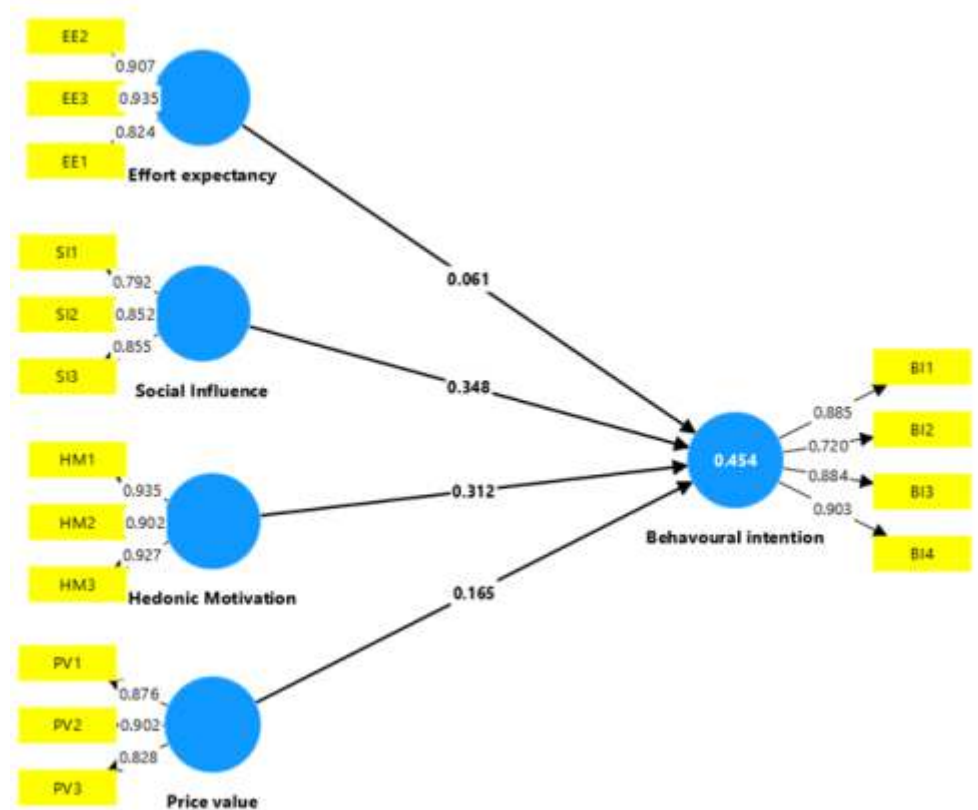 EE2
0.907
EE3
0.935
0.824
EE1
Effort expectancy
0.061
SI1
0.792
SI2
0.852
0.855
SI3
Social Influence
0.348
HM1
0.935
HM2
0.902
0.927
HM3
Hedonic Motivation
0.312
PV1
0.876
PV2
0.902
0.828
PV3
Price value
0.165
0.454
Behavoural intention
BI1
0.885
BI2
0.720
0.884
BI3
0.903
BI4